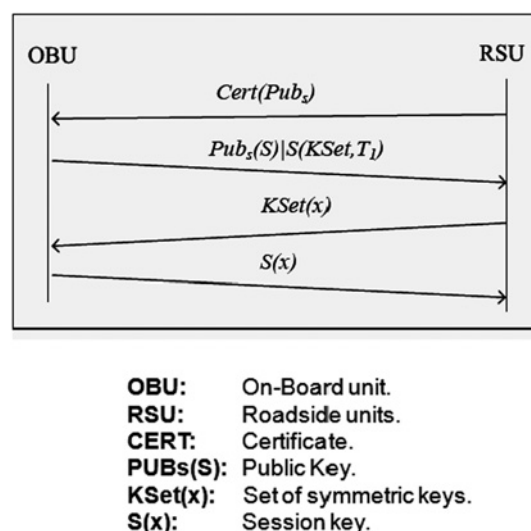 OBU RSU
Cert(Pubₛ)
Pubₛ(S)|S(KSet,T₁)
KSet(x)
S(x)
OBU: On-Board unit.
RSU: Roadside units.
CERT: Certificate.
PUBs(S): Public Key.
KSet(x): Set of symmetric keys.
S(x): Session key.